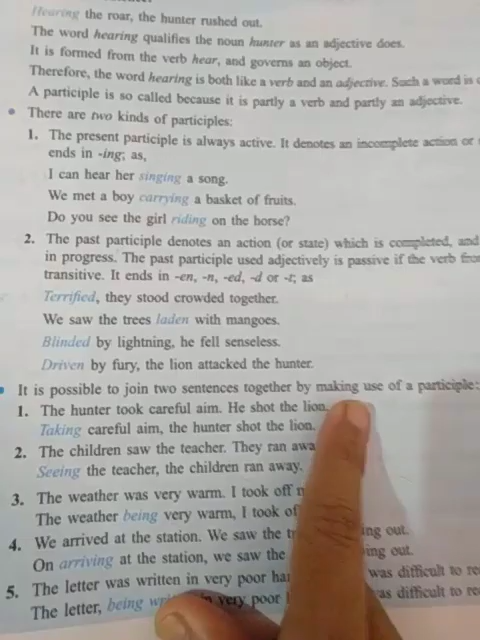 Hearing the roar, the hunter rushed out.
The word hearing qualifies the noun hunter as an adjective does.
It is formed from the verb hear, and governs an object.
Therefore, the word hearing is both like a verb and an adjective. Such a word is
A participle is so called because it is partly a verb and partly an adjective.
• There are two kinds of participles:
1. The present participle is always active. It denotes an incomplete action or
ends in -ing; as,
I can hear her singing a song.
We met a boy carrying a basket of fruits.
Do you see the girl riding on the horse?
2. The past participle denotes an action (or state) which is completed, and
in progress. The past participle used adjectively is passive if the verb
transitive. It ends in -en, -n, -ed, -d or -t; as
Terrified, they stood crowded together.
We saw the trees laden with mangoes.
Blinded by lightning, he fell senseless.
Driven by fury, the lion attacked the hunter.
• It is possible to join two sentences together by making use of a participle:
1. The hunter took careful aim. He shot the lion.
Taking careful aim, the hunter shot the lion.
2. The children saw the teacher. They ran
Seeing the teacher, the children ran away.
3. The weather was very warm. I took off
The weather being very warm, I took
4. We arrived at the station. We saw the out.
On arriving at the station, we saw the out.
5. The letter was written in very poor was difficult to
The letter, being very poor difficult to